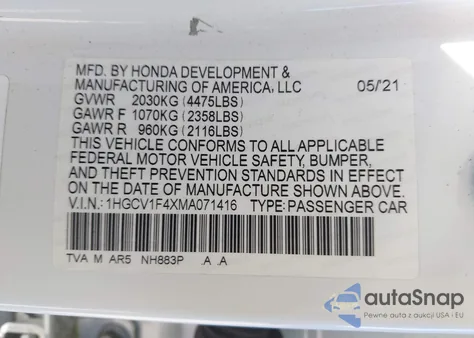 MFD. BY HONDA DEVELOPMENT &
MANUFACTURING OF AMERICA, LLC 05/21
GVWR 2030KG (4475LBS)
GAWR F 1070KG (2358LBS)
GAWR R 960KG (2116LBS)
THIS VEHICLE CONFORMS TO ALL APPLICABLE
FEDERAL MOTOR VEHICLE SAFETY, BUMPER,
AND THEFT PREVENTION STANDARDS IN EFFECT
ON THE DATE OF MANUFACTURE SHOWN ABOVE.
V.I.N.: 1HGCV1F4XMA071416 TYPE: PASSENGER CAR
TVA M AR5 NH883P .A .A
autoSnap
Pewne auta z aukcji USA - EU